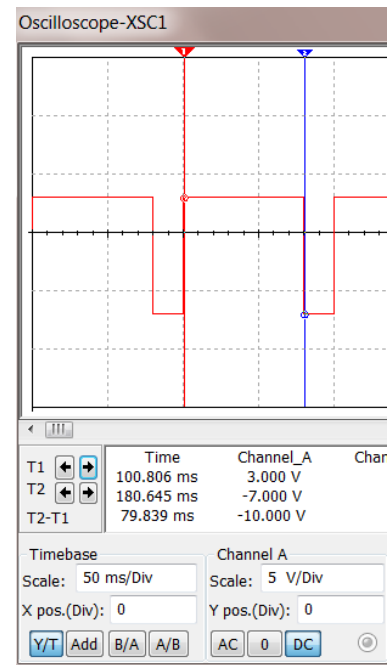 Oscilloscope-XSC1
1 2
Time Channel_A Chan
T1 100.806 ms 3.000 V
T2 180.645 ms -7.000 V
T2-T1 79.839 ms -10.000 V
Timebase Channel A
Scale: 50 ms/Div Scale: 5 V/Div
X pos.(Div): 0 Y pos.(Div): 0
Y/T Add B/A A/B AC 0 DC